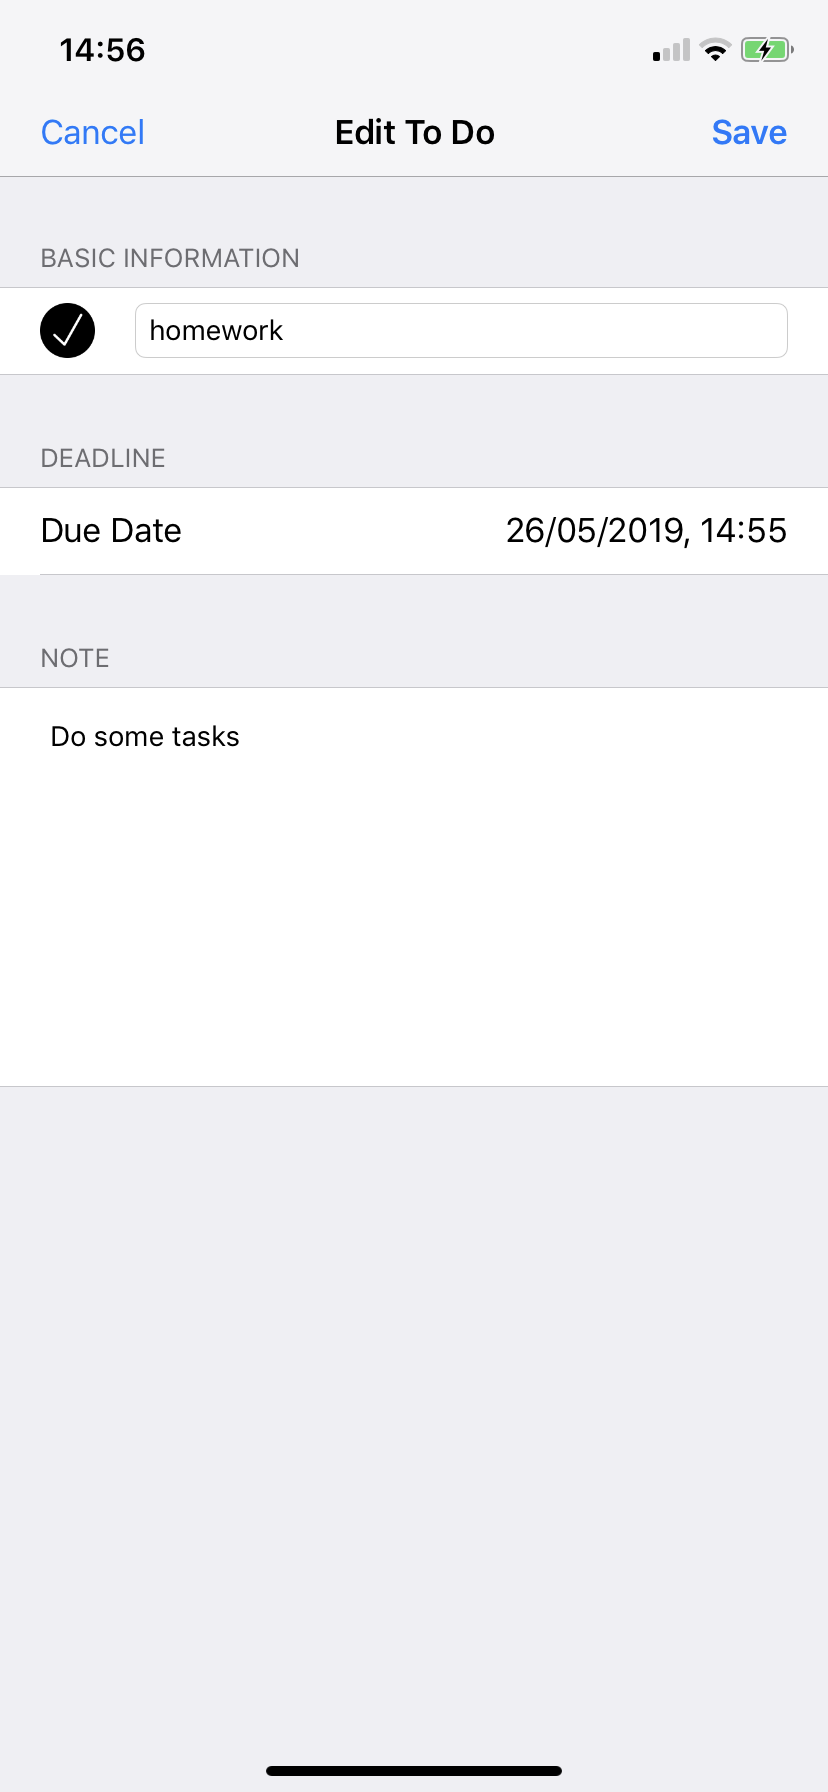 14:56
Cancel Edit To Do Save
BASIC INFORMATION
homework
DEADLINE
Due Date 26/05/2019, 14:55
NOTE
Do some tasks